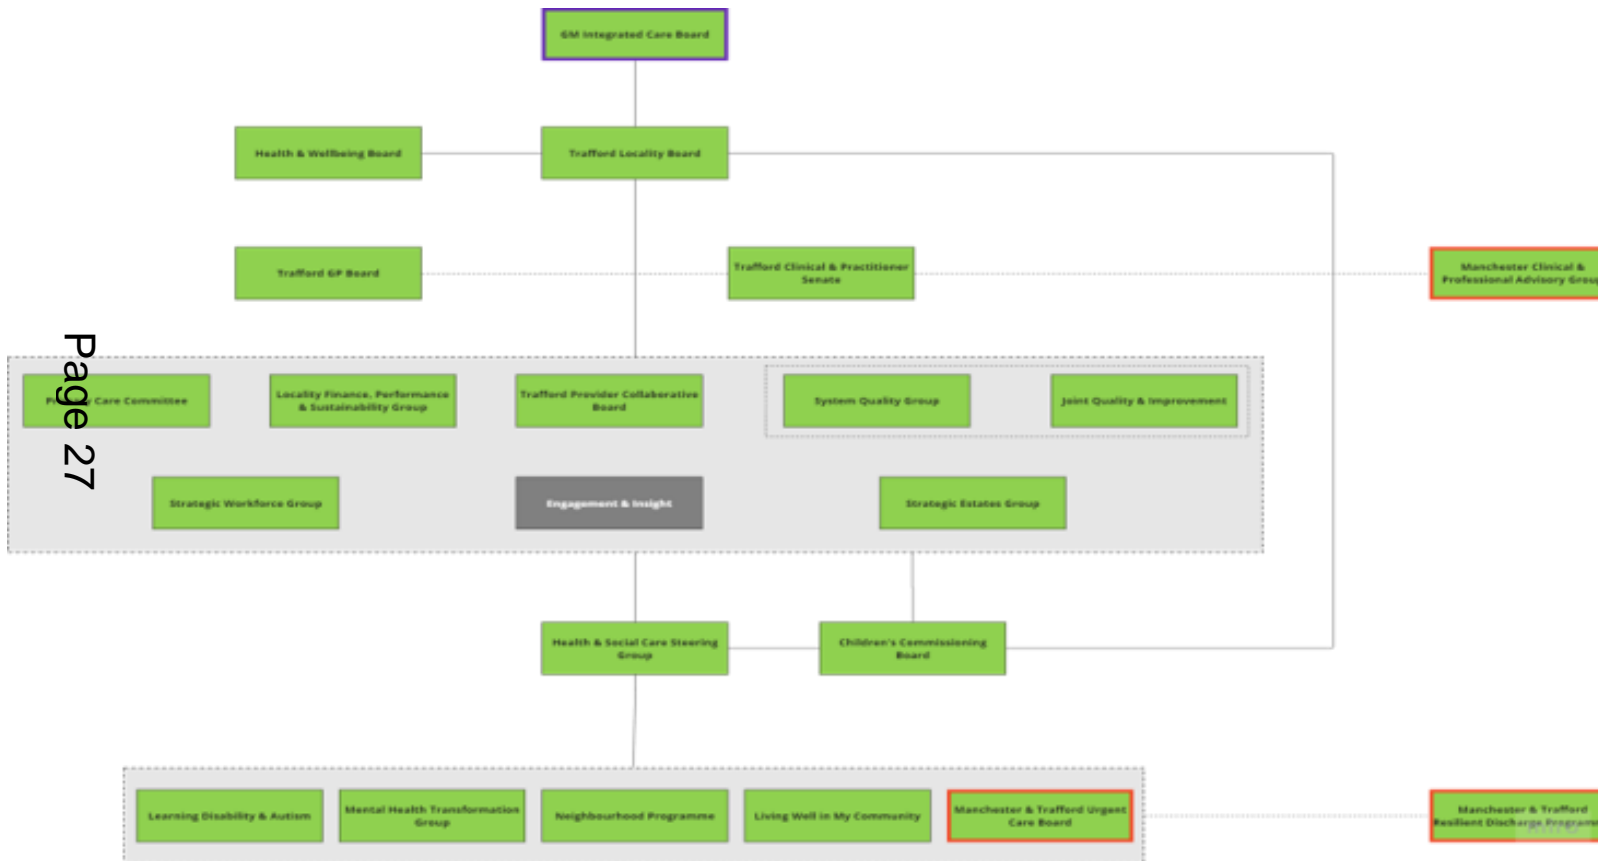 GM Integrated Care Board
Health & Wellbeing Board
Trafford Locality Board
Trafford GP Board
Trafford Clinical & Practitioner
Senate
Manchester Clinical &
Professional Advisory Grou
Page 27
Care Committee
Locality Finance, Performance
& Sustainability Group
Trafford Provider Collaborative
Board
System Quality Group
Joint Quality & Improvement
Strategic Workforce Group
Engagement & Insight
Strategic Estates Group
Health & Social Care Steering
Group
Children's Commissioning
Board
Learning Disability & Autism
Mental Health Transformation
Group
Neighbourhood Programme
Living Well in My Community
Manchester & Trafford Urgent
Care Board
Manchester & Trafford
Resilient Discharge Program